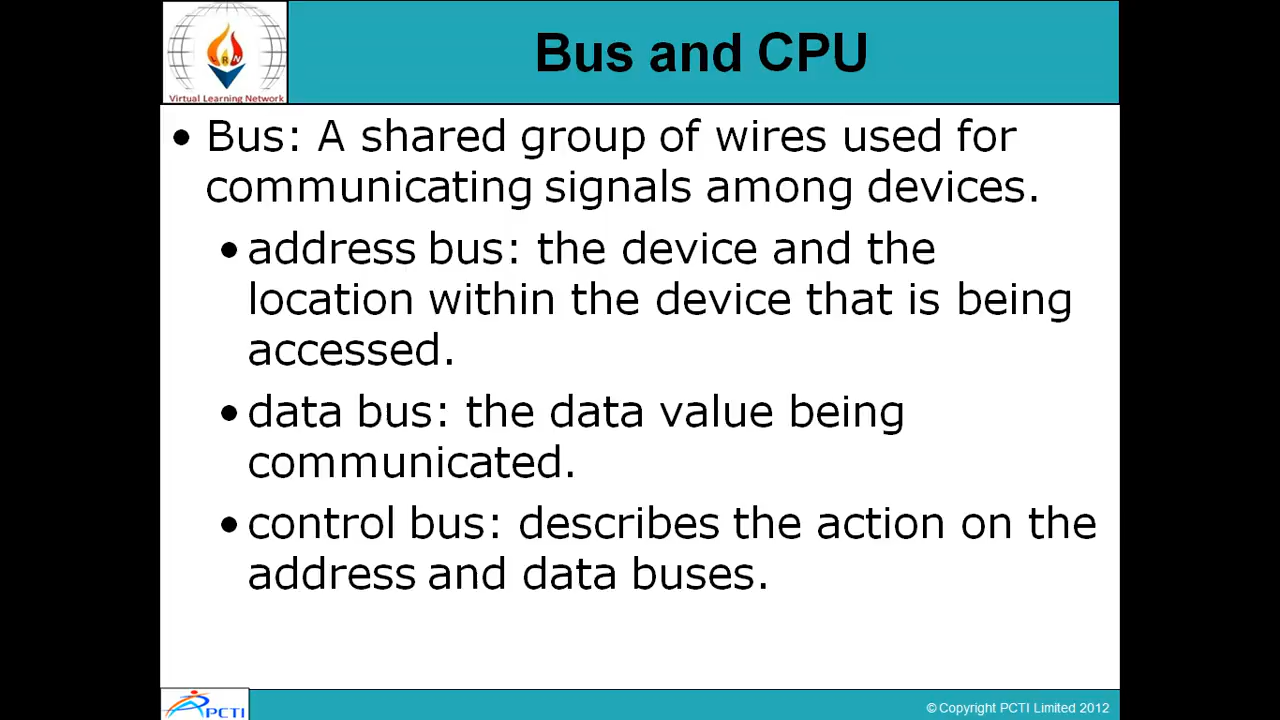 Bus and CPU
LRN
Virtual Learning Network
• Bus: A shared group of wires used for
communicating signals among devices.
• address bus: the device and the
location within the device that is being
accessed.
• data bus: the data value being
communicated.
• control bus: describes the action on the
address and data buses.
PCTI
© Copyright PCTI Limited 2012